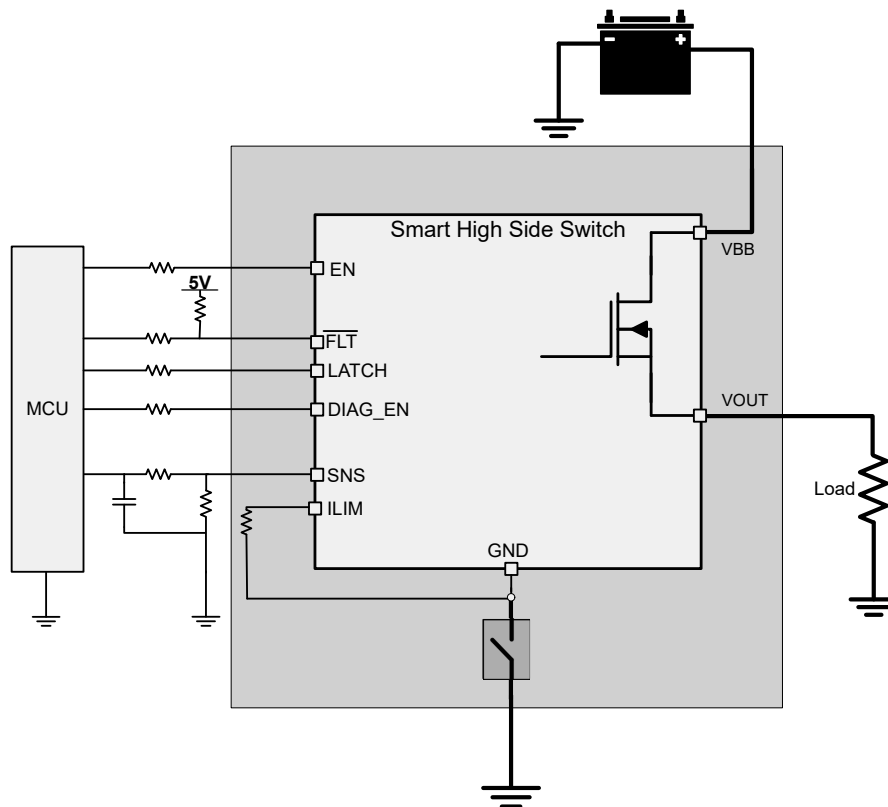 − +
Smart High Side Switch
VBB
EN
5V
FLT
LATCH
MCU
DIAG_EN
VOUT
SNS
Load
ILIM
GND